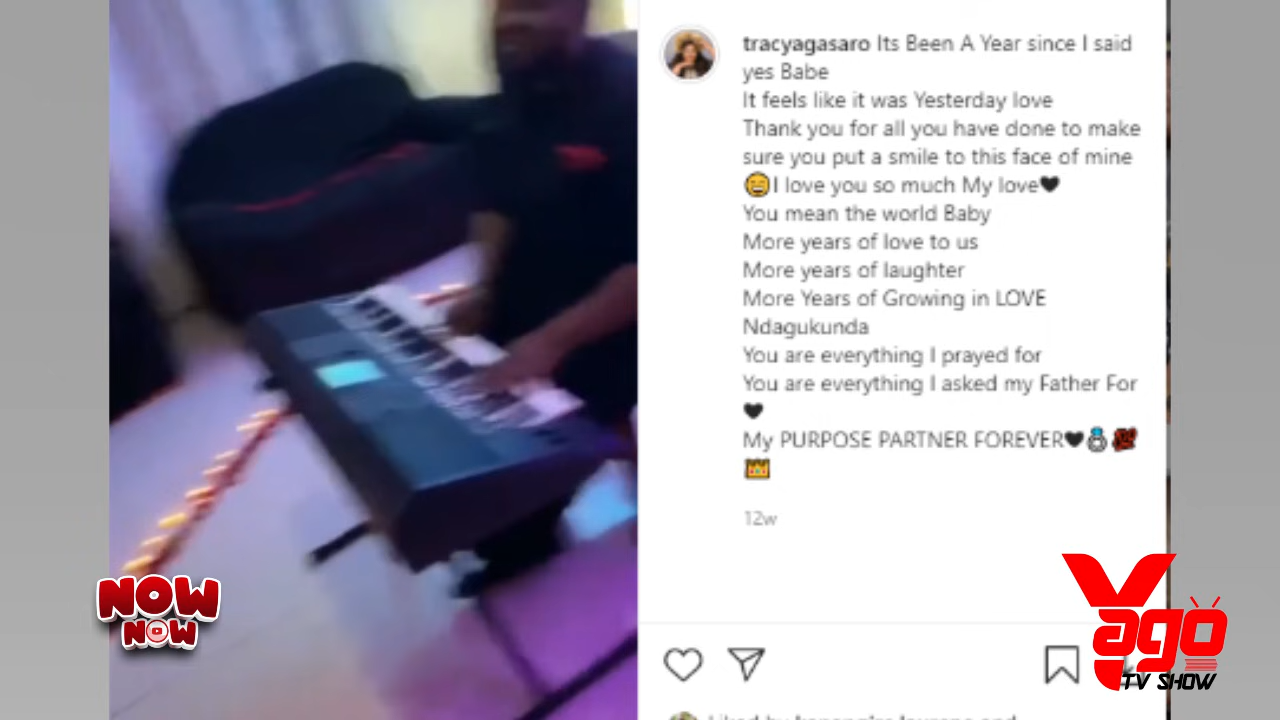 tracyagasaro Its Been A Year since I said
yes Babe
It feels like it was Yesterday love
Thank you for all you have done to make
sure you put a smile to this face of mine
😄I love you so much My love🖤
You mean the world Baby
More years of love to us
More years of laughter
More Years of Growing in LOVE
Ndagukunda
You are everything I prayed for
You are everything I asked my Father For
🖤
My PURPOSE PARTNER FOREVER🖤💍💯
👑
12w
NOW
NOW
Yago
TV SHOW
Liked by